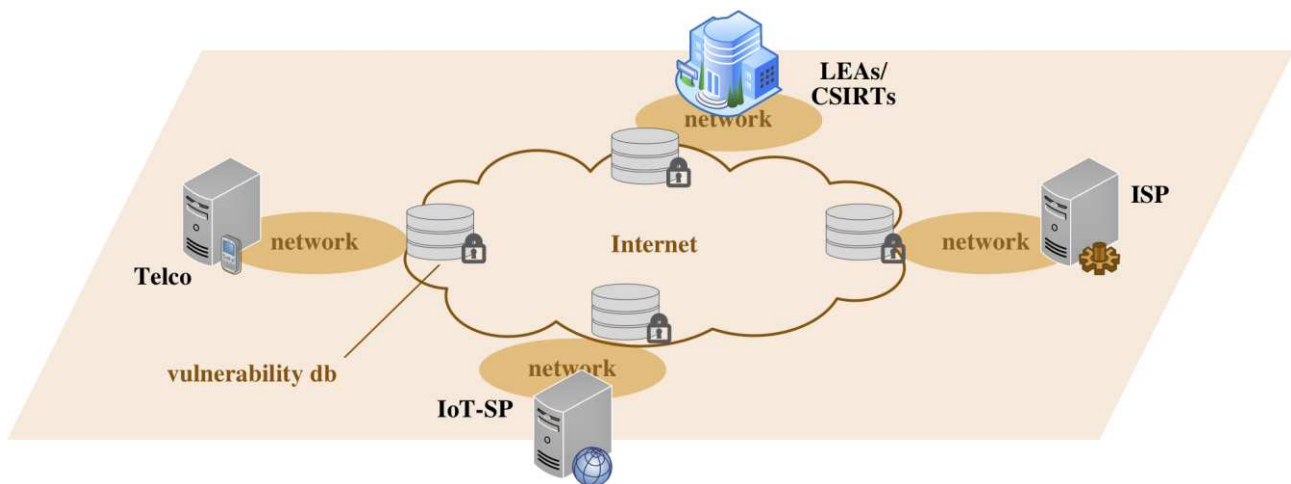 LEAs/
CSIRTs
network
ISP
network
Internet
network
Telco
vulnerability db
network
IoT-SP